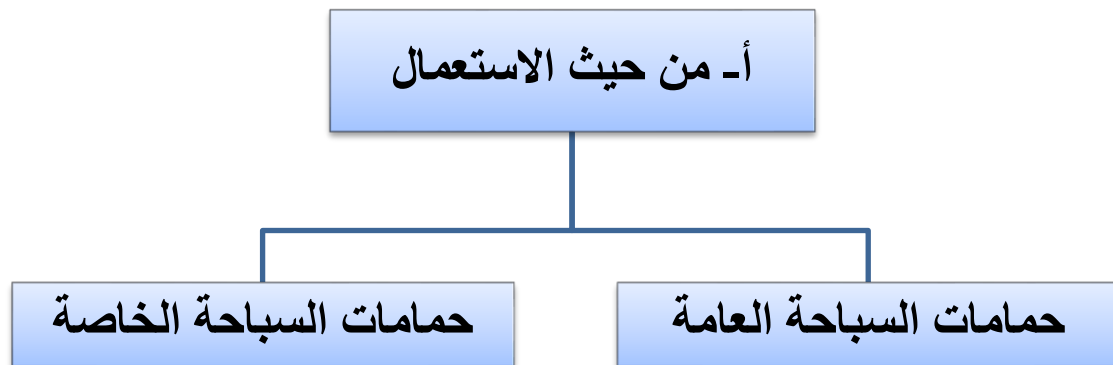 أ- من حيث الاستعمال
حمامات السباحة العامة
حمامات السباحة الخاصة